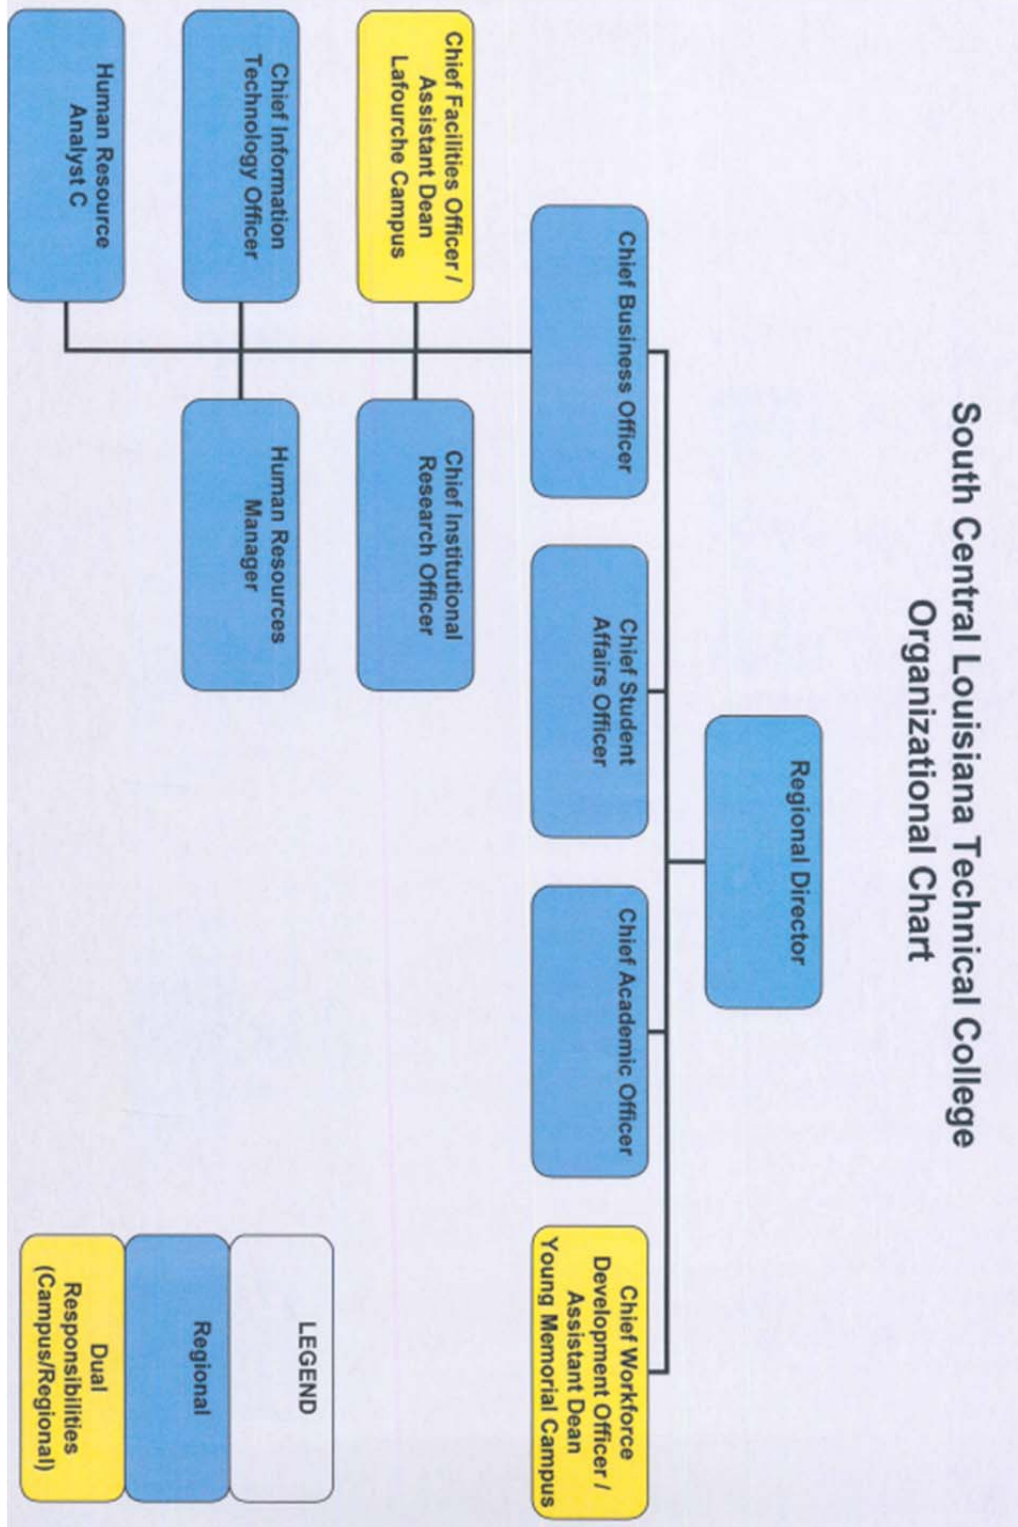 South Central Louisiana Technical College
Organizational Chart
Regional Director
Chief Business Officer
Chief Student
Affairs Officer
Chief Academic Officer
Chief Workforce
Development Officer /
Assistant Dean
Young Memorial Campus
Chief Facilities Officer /
Assistant Dean
Lafourche Campus
Chief Institutional
Research Officer
Chief Information
Technology Officer
Human Resources
Manager
Human Resource
Analyst C
LEGEND
Regional
Dual
Responsibilities
(Campus/Regional)